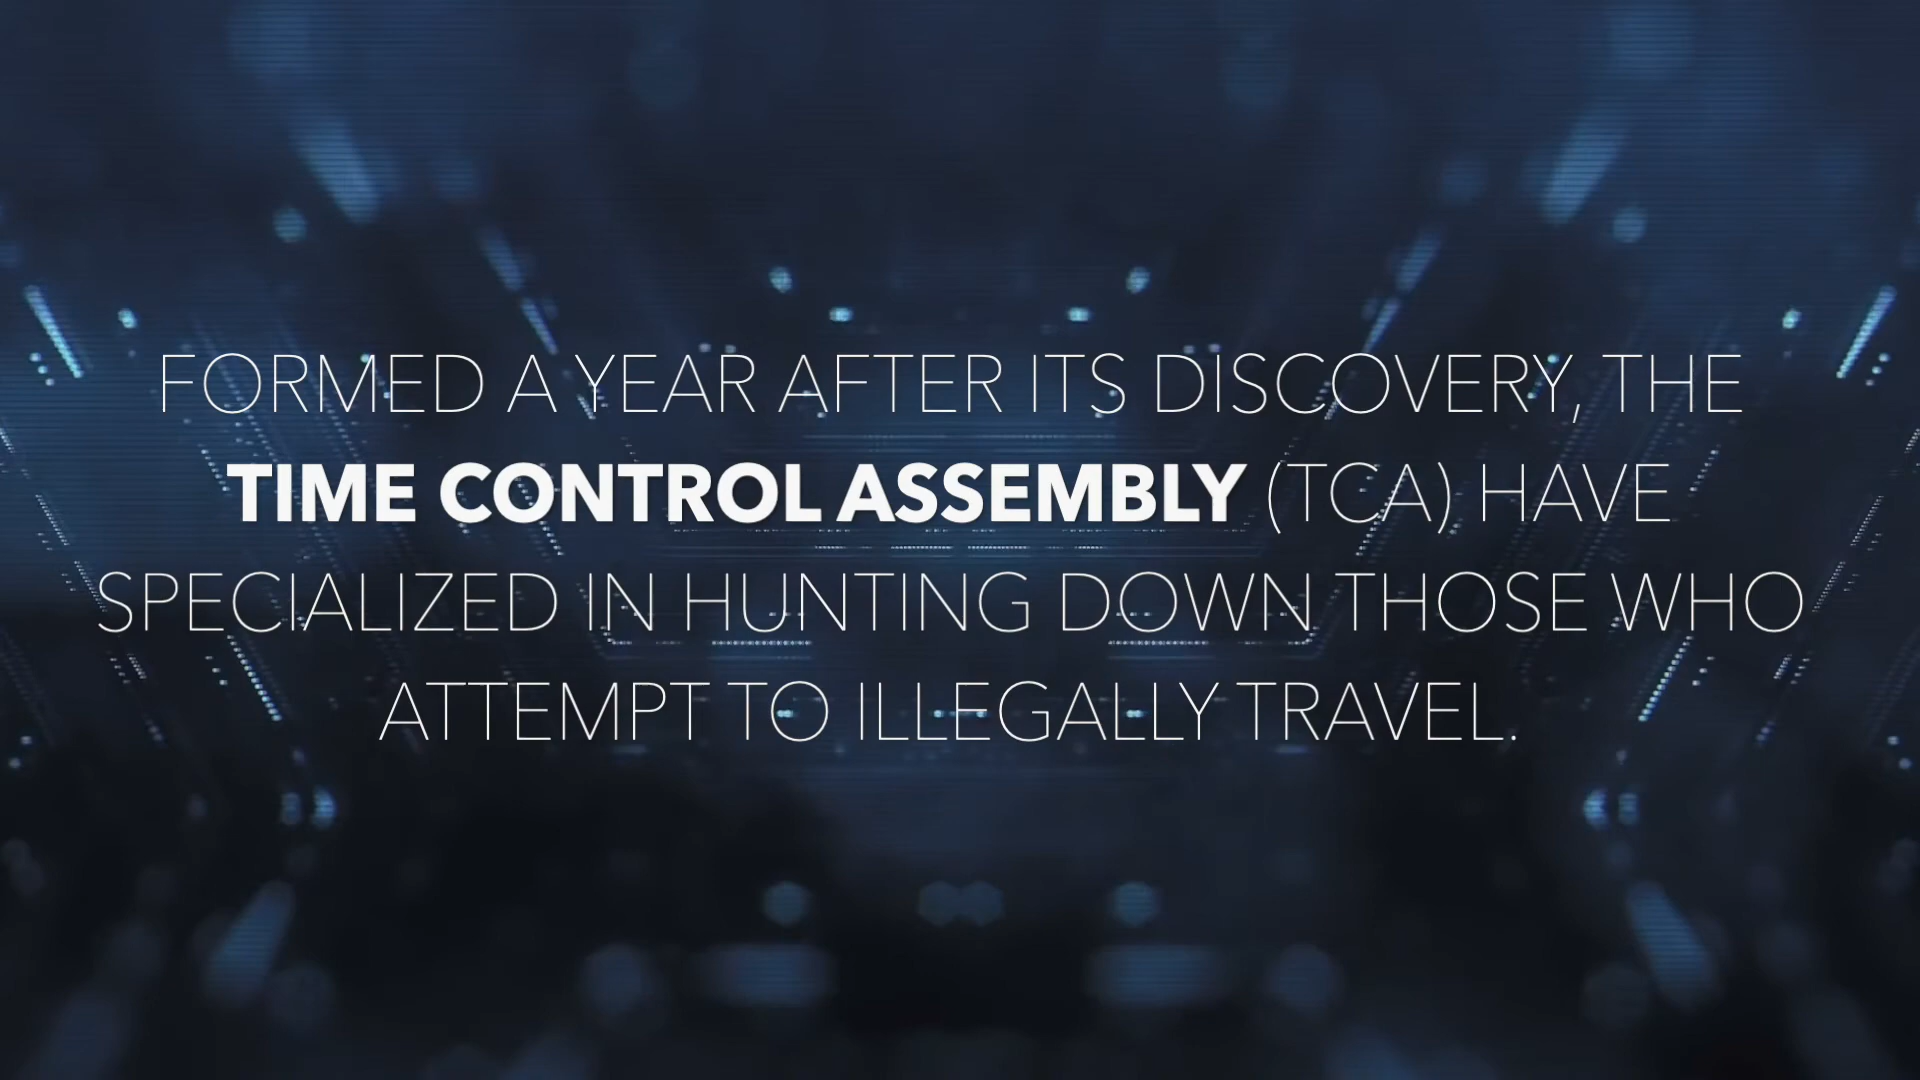 FORMED A YEAR AFTER ITS DISCOVERY, THE
TIME CONTROL ASSEMBLY (TCA) HAVE
SPECIALIZED IN HUNTING DOWN THOSE WHO
ATTEMPT TO ILLEGALLY TRAVEL.